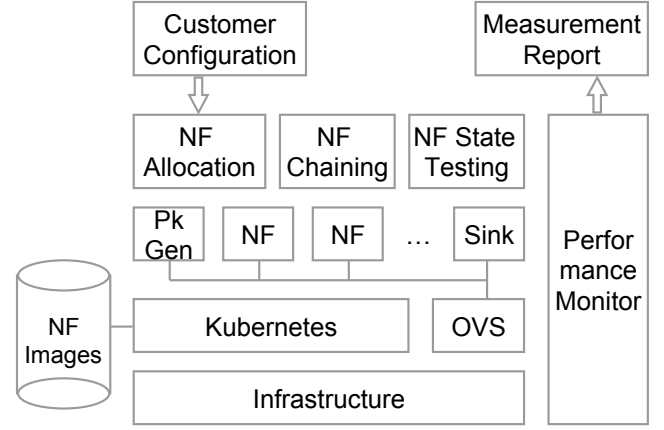 Customer
Configuration
Measurement
Report
NF
Allocation
NF
Chaining
NF State
Testing
Pk
Gen
NF
NF
...
Sink
Perfor
mance
Monitor
NF
Images
Kubernetes
OVS
Infrastructure